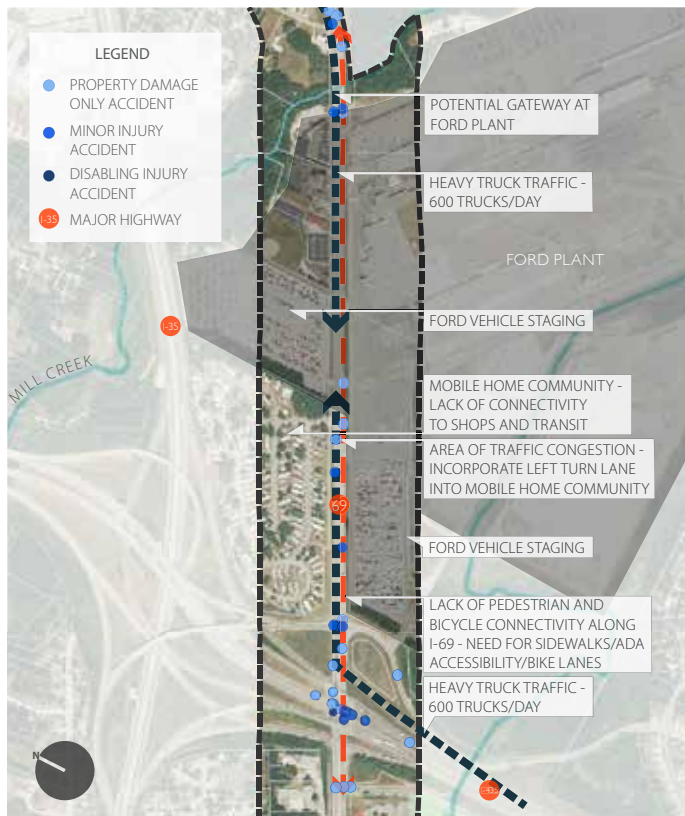 LEGEND
PROPERTY DAMAGE
ONLY ACCIDENT
MINOR INJURY
ACCIDENT
DISABLING INJURY
ACCIDENT
I-35
MAJOR HIGHWAY
POTENTIAL GATEWAY AT
FORD PLANT
HEAVY TRUCK TRAFFIC -
600 TRUCKS/DAY
FORD PLANT
FORD VEHICLE STAGING
I-35
MILL CREEK
MOBILE HOME COMMUNITY -
LACK OF CONNECTIVITY
TO SHOPS AND TRANSIT
AREA OF TRAFFIC CONGESTION -
INCORPORATE LEFT TURN LANE
INTO MOBILE HOME COMMUNITY
69
FORD VEHICLE STAGING
LACK OF PEDESTRIAN AND
BICYCLE CONNECTIVITY ALONG
I-69 - NEED FOR SIDEWALKS/ADA
ACCESSIBILITY/BIKE LANES
HEAVY TRUCK TRAFFIC -
600 TRUCKS/DAY
N